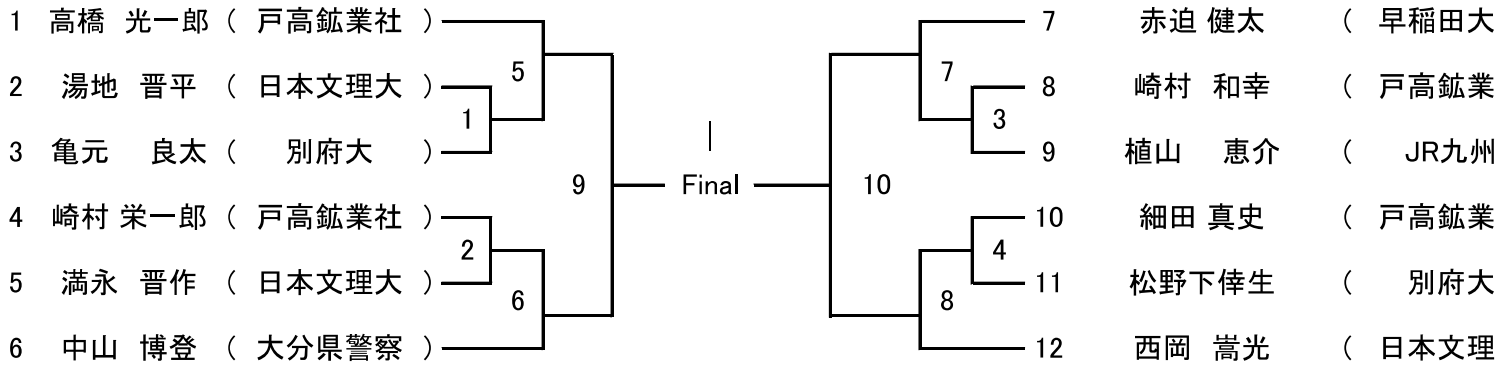 1 高橋 光一郎 ( 戸高鉱業社 ) 7 赤迫 健太 ( 早稲田大
5 7
2 湯地 晋平 ( 日本文理大 ) 8 崎村 和幸 ( 戸高鉱業
1 3
3 亀元 良太 ( 別府大 ) 9 植山 恵介 ( JR九州
9 Final 10
4 崎村 栄一郎 ( 戸高鉱業社 ) 10 細田 真史 ( 戸高鉱業
2 4
5 満永 晋作 ( 日本文理大 ) 11 松野下倖生 ( 別府大
6 8
6 中山 博登 ( 大分県警察 ) 12 西岡 嵩光 ( 日本文理